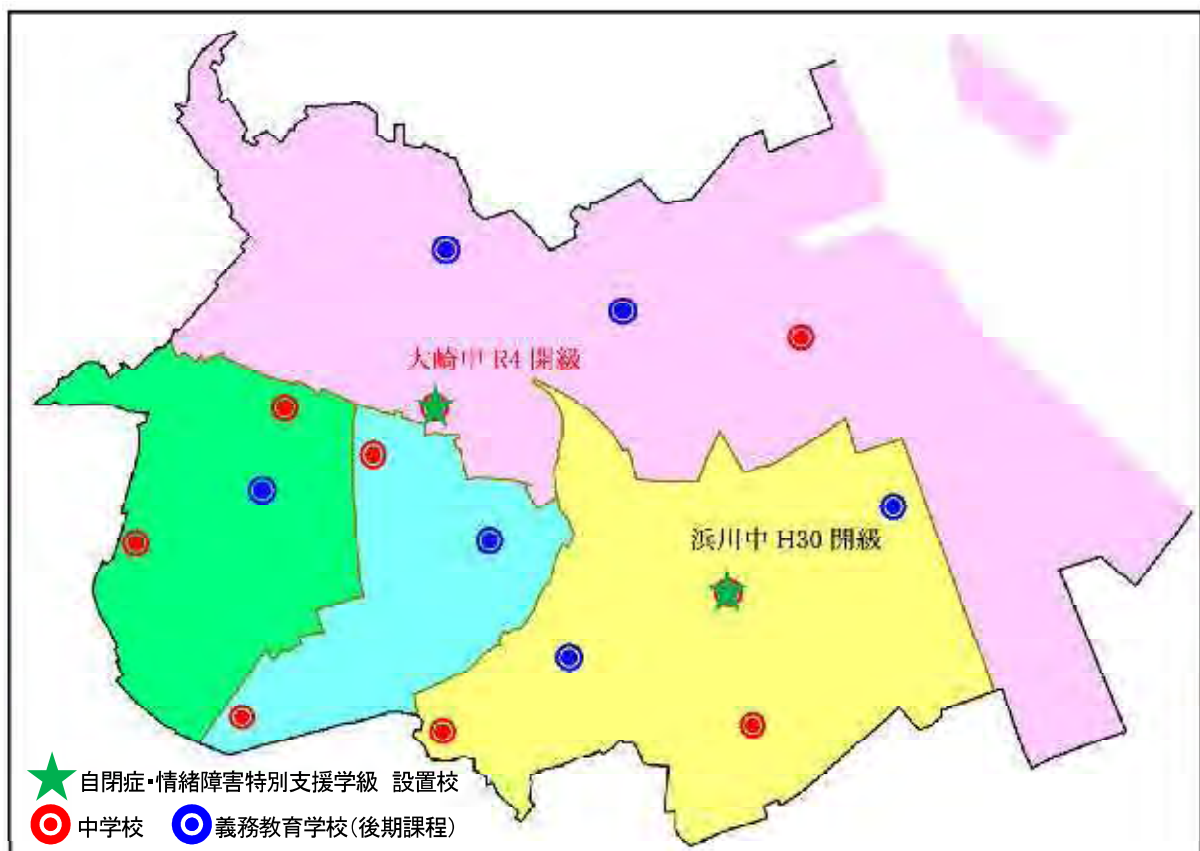 大崎中 R4 開級
浜川中 H30 開級
自閉症・情緒障害特別支援学級 設置校
中学校 義務教育学校(後期課程)